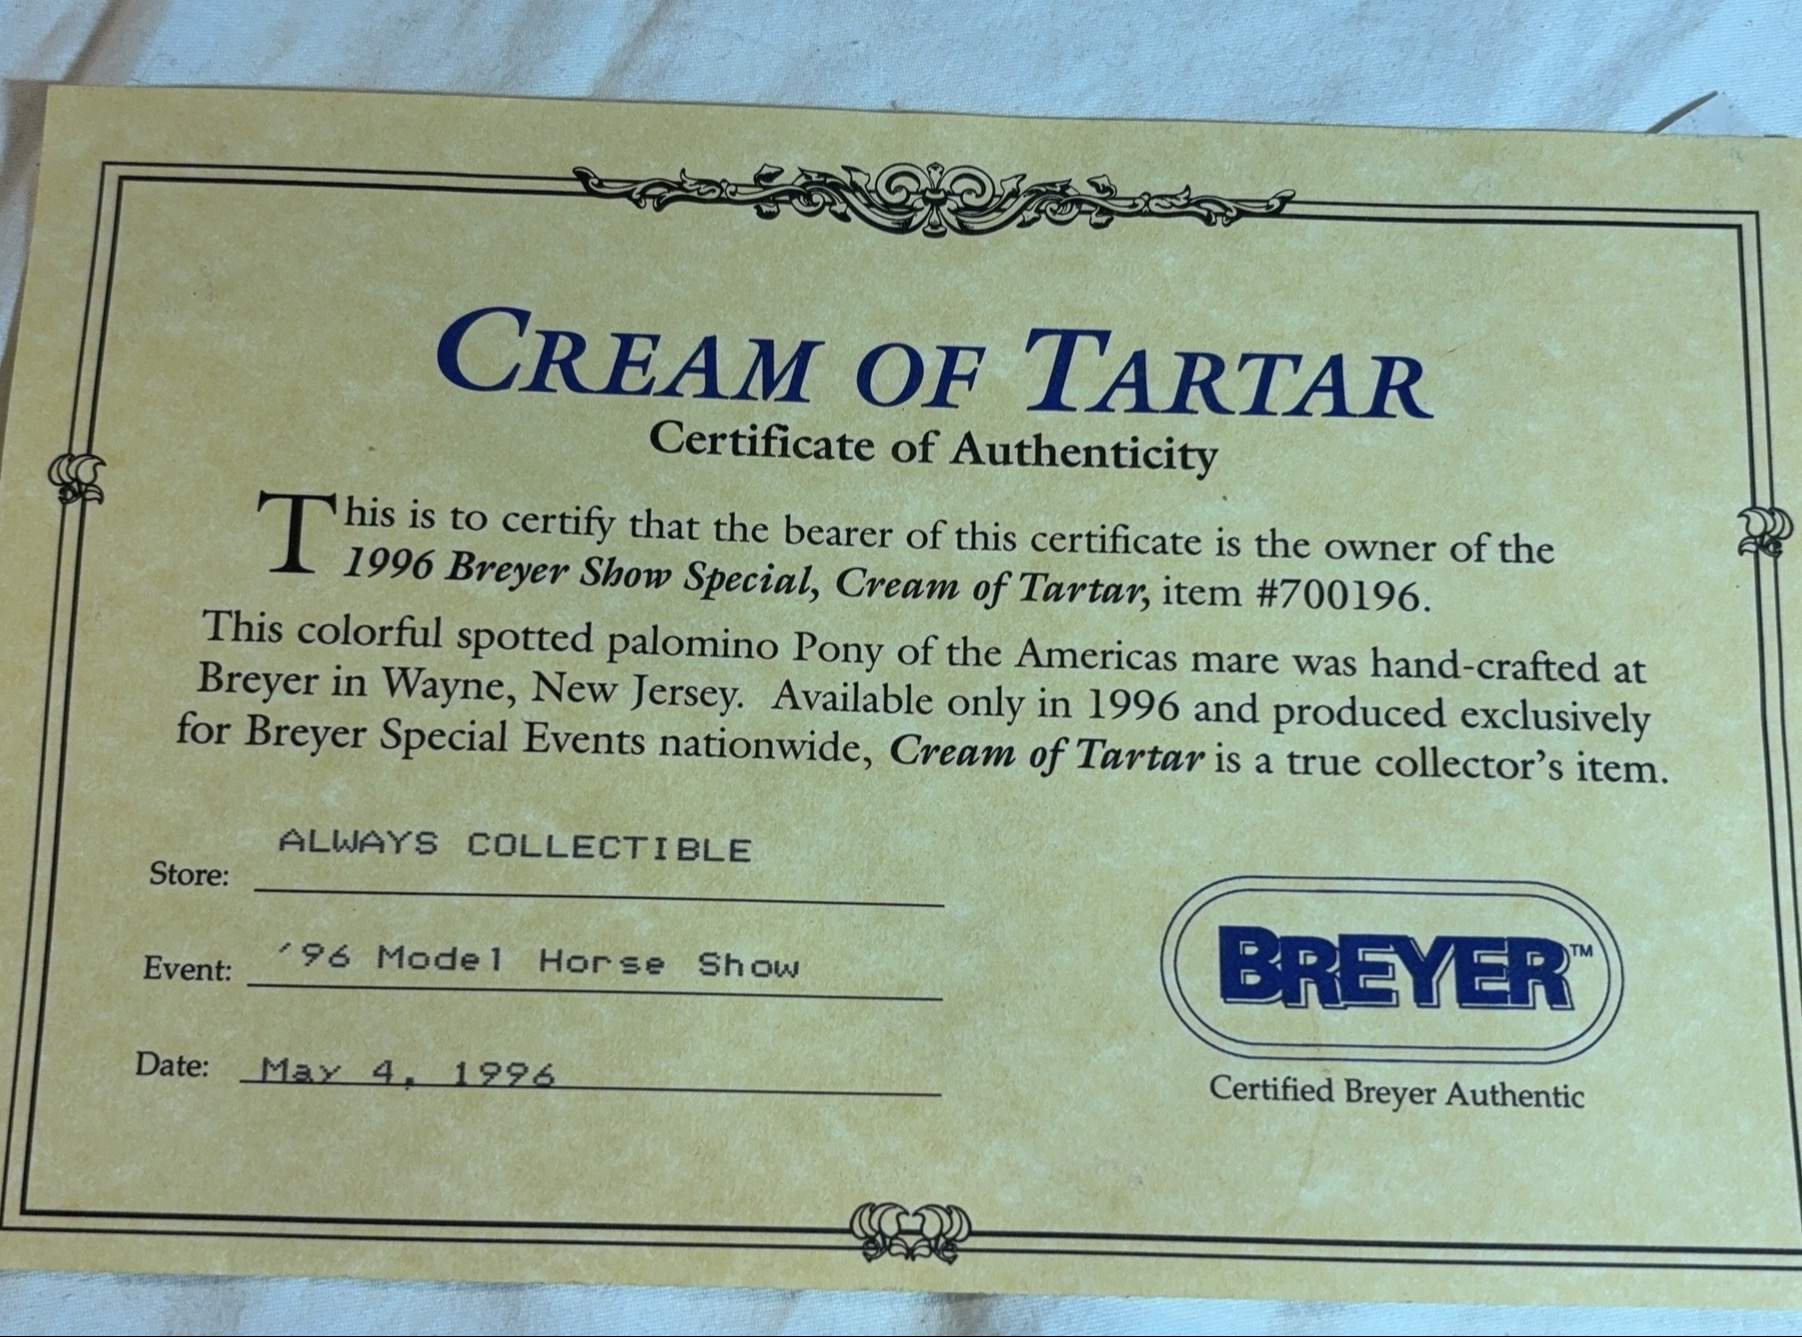 CREAM OF TARTAR
Certificate of Authenticity
This is to certify that the bearer of this certificate is the owner of the
1996 Breyer Show Special, Cream of Tartar, item #700196.
This colorful spotted palomino Pony of the Americas mare was hand-crafted at
Breyer in Wayne, New Jersey. Available only in 1996 and produced exclusively
for Breyer Special Events nationwide, Cream of Tartar is a true collector's item.
Store: ALWAYS COLLECTIBLE
Event: '96 Model Horse Show
Date: May 4, 1996
BREYER™
Certified Breyer Authentic